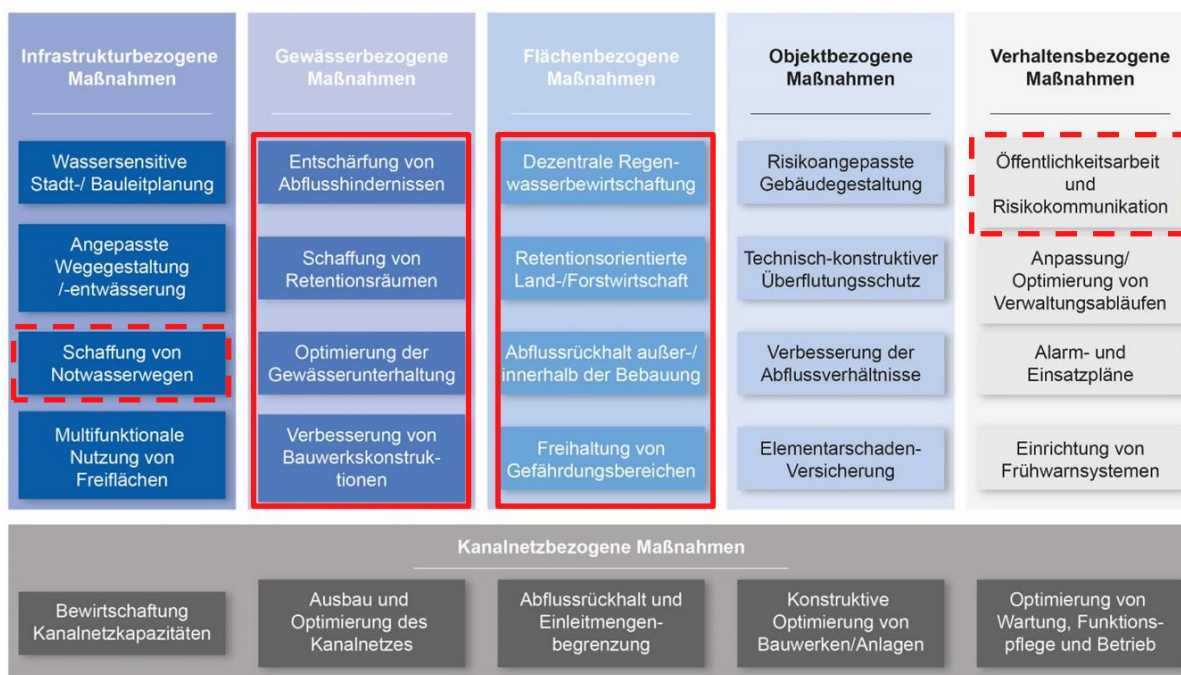 Infrastrukturbezogene
Maßnahmen
Wassersensitive
Stadt-/ Bauleitplanung
Angepasste
Wegegestaltung
/-entwässerung
Schaffung von
Notwasserwegen
Multifunktionale
Nutzung von
Freiflächen
Gewässerbezogene
Maßnahmen
Entschärfung von
Abflusshindernissen
Schaffung von
Retentionsräumen
Optimierung der
Gewässerunterhaltung
Verbesserung von
Bauwerkskonstruk-
tionen
Flächenbezogene
Maßnahmen
Dezentrale Regen-
wasserbewirtschaftung
Retentionsorientierte
Land-/Forstwirtschaft
Abflussrückhalt außer-/
innerhalb der Bebauung
Freihaltung von
Gefährdungsbereichen
Objektbezogene
Maßnahmen
Risikoangepasste
Gebäudegestaltung
Technisch-konstruktiver
Überflutungsschutz
Verbesserung der
Abflussverhältnisse
Elementarschaden-
Versicherung
Verhaltensbezogene
Maßnahmen
Öffentlichkeitsarbeit
und
Risikokommunikation
Anpassung/
Optimierung von
Verwaltungsabläufen
Alarm- und
Einsatzpläne
Einrichtung von
Frühwarnsystemen
Kanalnetzbezogene Maßnahmen
Bewirtschaftung
Kanalnetzkapazitäten
Ausbau und
Optimierung des
Kanalnetzes
Abflussrückhalt und
Einleitmengen-
begrenzung
Konstruktive
Optimierung von
Bauwerken/Anlagen
Optimierung von
Wartung, Funktions-
pflege und Betrieb